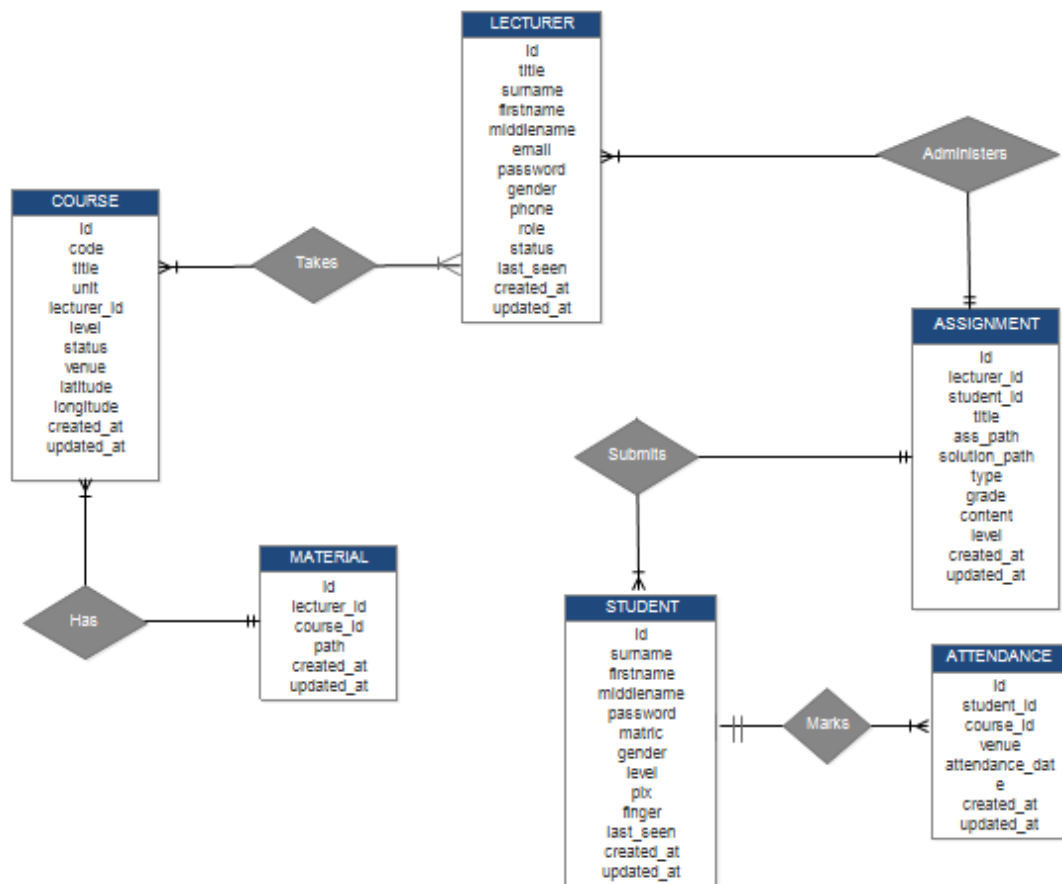 LECTURER
id
title
surname
firstname
middlename
email
password
gender
phone
role
status
last_seen
created_at
updated_at
Administers
COURSE
id
code
title
unit
lecturer_id
level
status
venue
latitude
longitude
created_at
updated_at
Takes
ASSIGNMENT
id
lecturer_id
student_id
title
ass_path
solution_path
type
grade
content
level
created_at
updated_at
Submits
MATERIAL
id
lecturer_id
course_id
path
created_at
updated_at
Has
STUDENT
id
surname
firstname
middlename
password
matric
gender
level
pix
finger
last_seen
created_at
updated_at
Marks
ATTENDANCE
id
student_id
course_id
venue
attendance_dat
e
created_at
updated_at